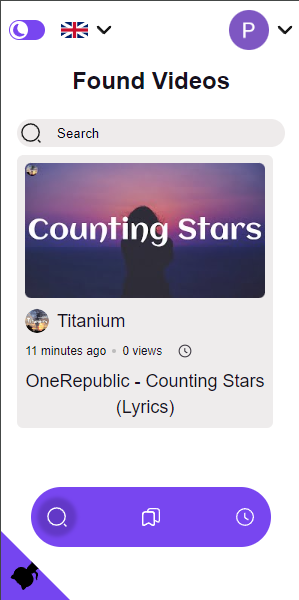 P
Found Videos
Search
Counting Stars
Titanium
11 minutes ago • 0 views
OneRepublic - Counting Stars
(Lyrics)